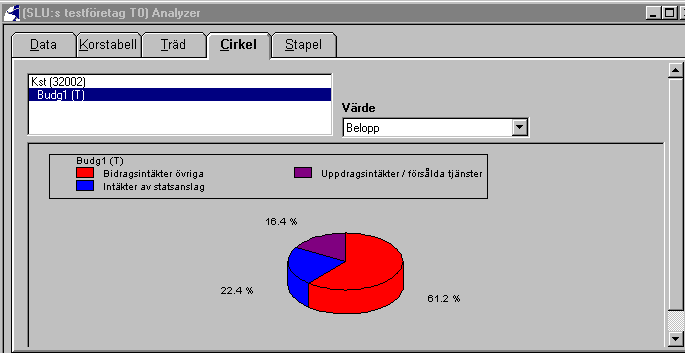 (SLU:s testföretag T0) Analyzer
Data Korstabell Träd Cirkel Stapel
Kst (32002)
Budg1 (T)
Värde
Belopp
Budg1 (T)
Bidragsintäkter övriga Uppdragsintäkter / försålda tjänster
Intäkter av statsanslag
16.4 %
22.4 %
61.2 %